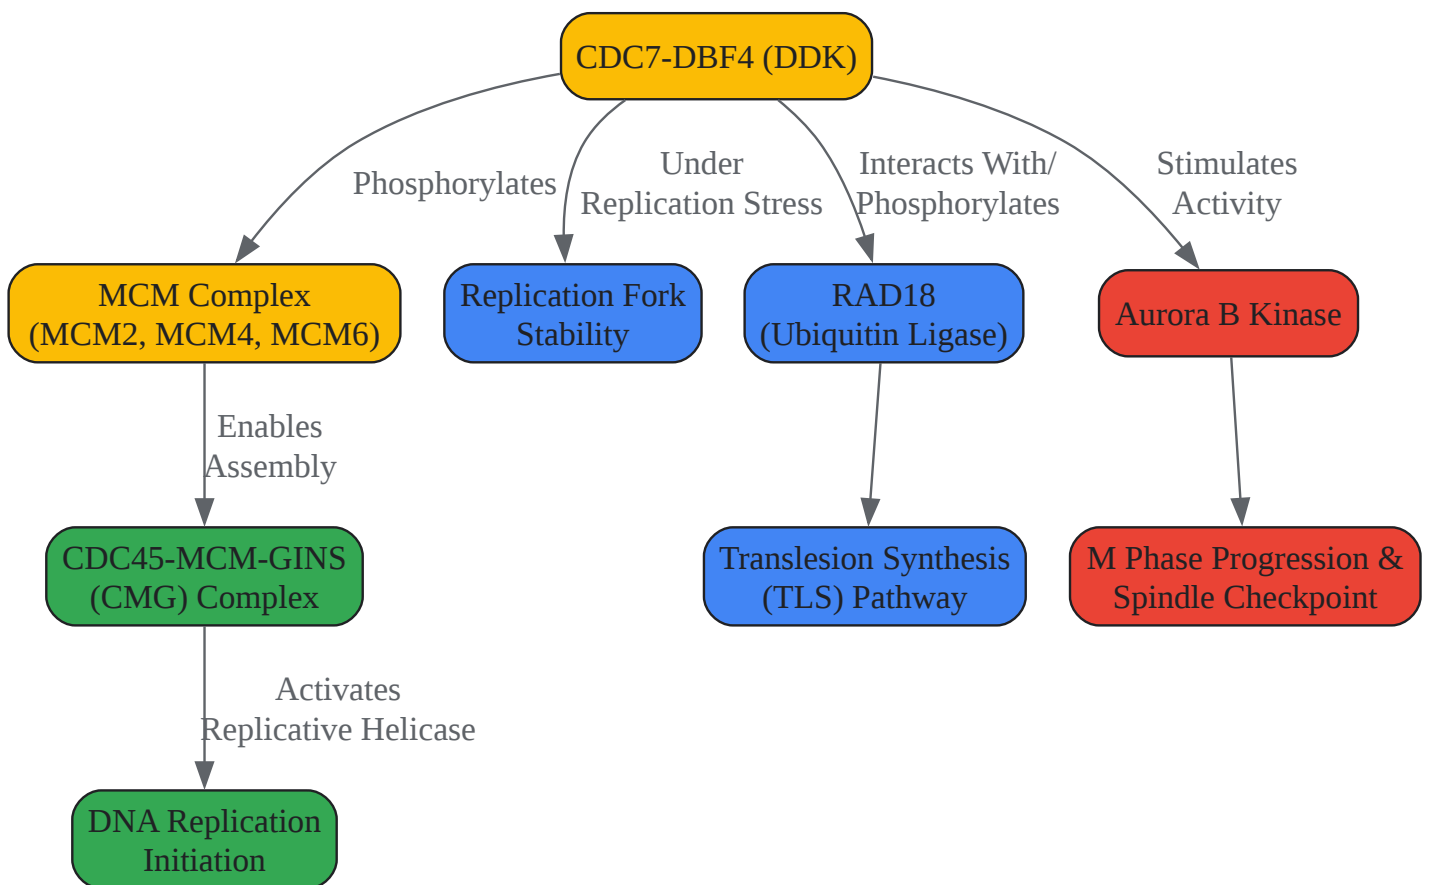 CDC7-DBF4 (DDK)
Phosphorylates
Under
Replication Stress
Interacts With/
Phosphorylates
Stimulates
Activity
MCM Complex
(MCM2, MCM4, MCM6)
Replication Fork
Stability
RAD18
(Ubiquitin Ligase)
Aurora B Kinase
Enables
Assembly
CDC45-MCM-GINS
(CMG) Complex
Translesion Synthesis
(TLS) Pathway
M Phase Progression &
Spindle Checkpoint
Activates
Replicative Helicase
DNA Replication
Initiation